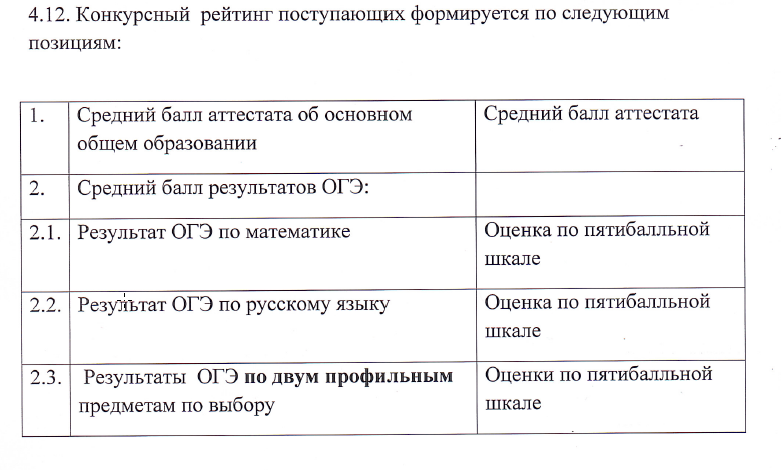 4.12. Конкурсный рейтинг поступающих формируется по следующим
позициям:
1. Средний балл аттестата об основном Средний балл аттестата
общем образовании
2. Средний балл результатов ОГЭ:
2.1. Результат ОГЭ по математике Оценка по пятибалльной
шкале
2.2. Результат ОГЭ по русскому языку Оценка по пятибалльной
шкале
2.3. Результаты ОГЭ по двум профильным Оценки по пятибалльной
предметам по выбору шкале